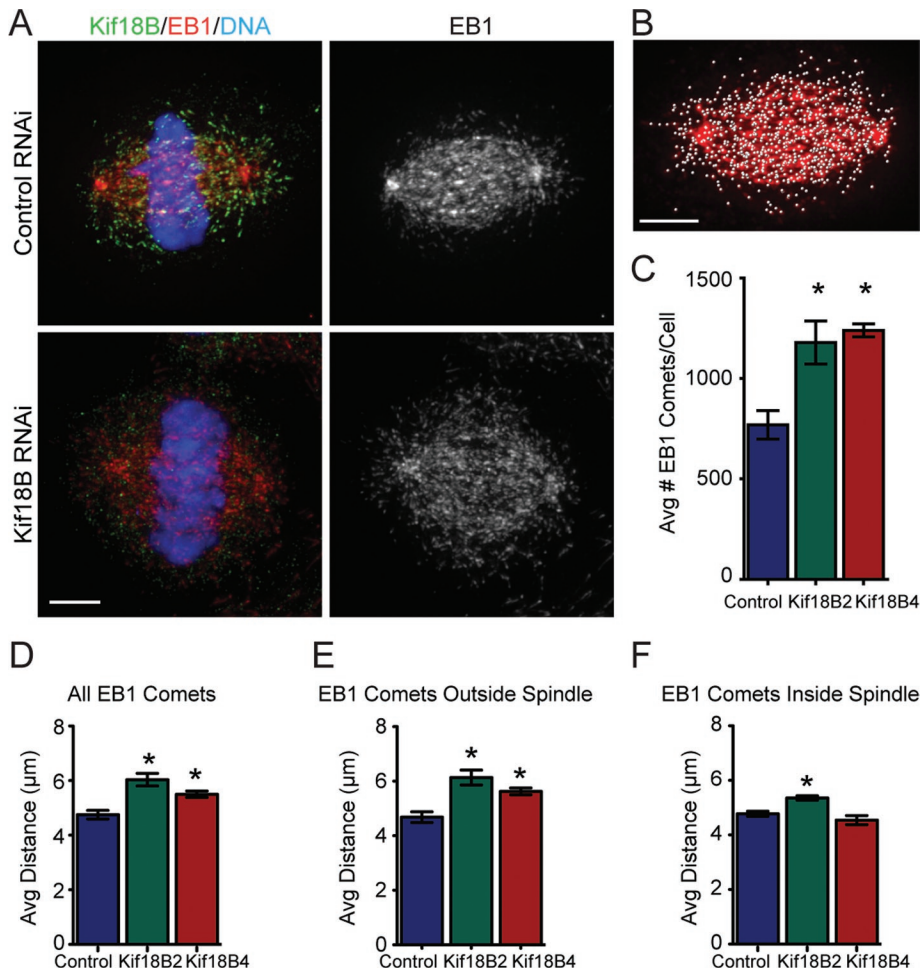 A
Kif18B/EB1/DNA
EB1
Control RNAi
Kif18B RNAi
B
C
Avg # EB1 Comets/Cell
1500
1000
500
0
*
*
Control Kif18B2 Kif18B4
D
All EB1 Comets
Avg Distance (µm)
8
6
4
2
0
*
*
Control Kif18B2 Kif18B4
E
EB1 Comets Outside Spindle
Avg Distance (µm)
8
6
4
2
0
*
*
Control Kif18B2 Kif18B4
F
EB1 Comets Inside Spindle
Avg Distance (µm)
8
6
4
2
0
*
Control Kif18B2 Kif18B4